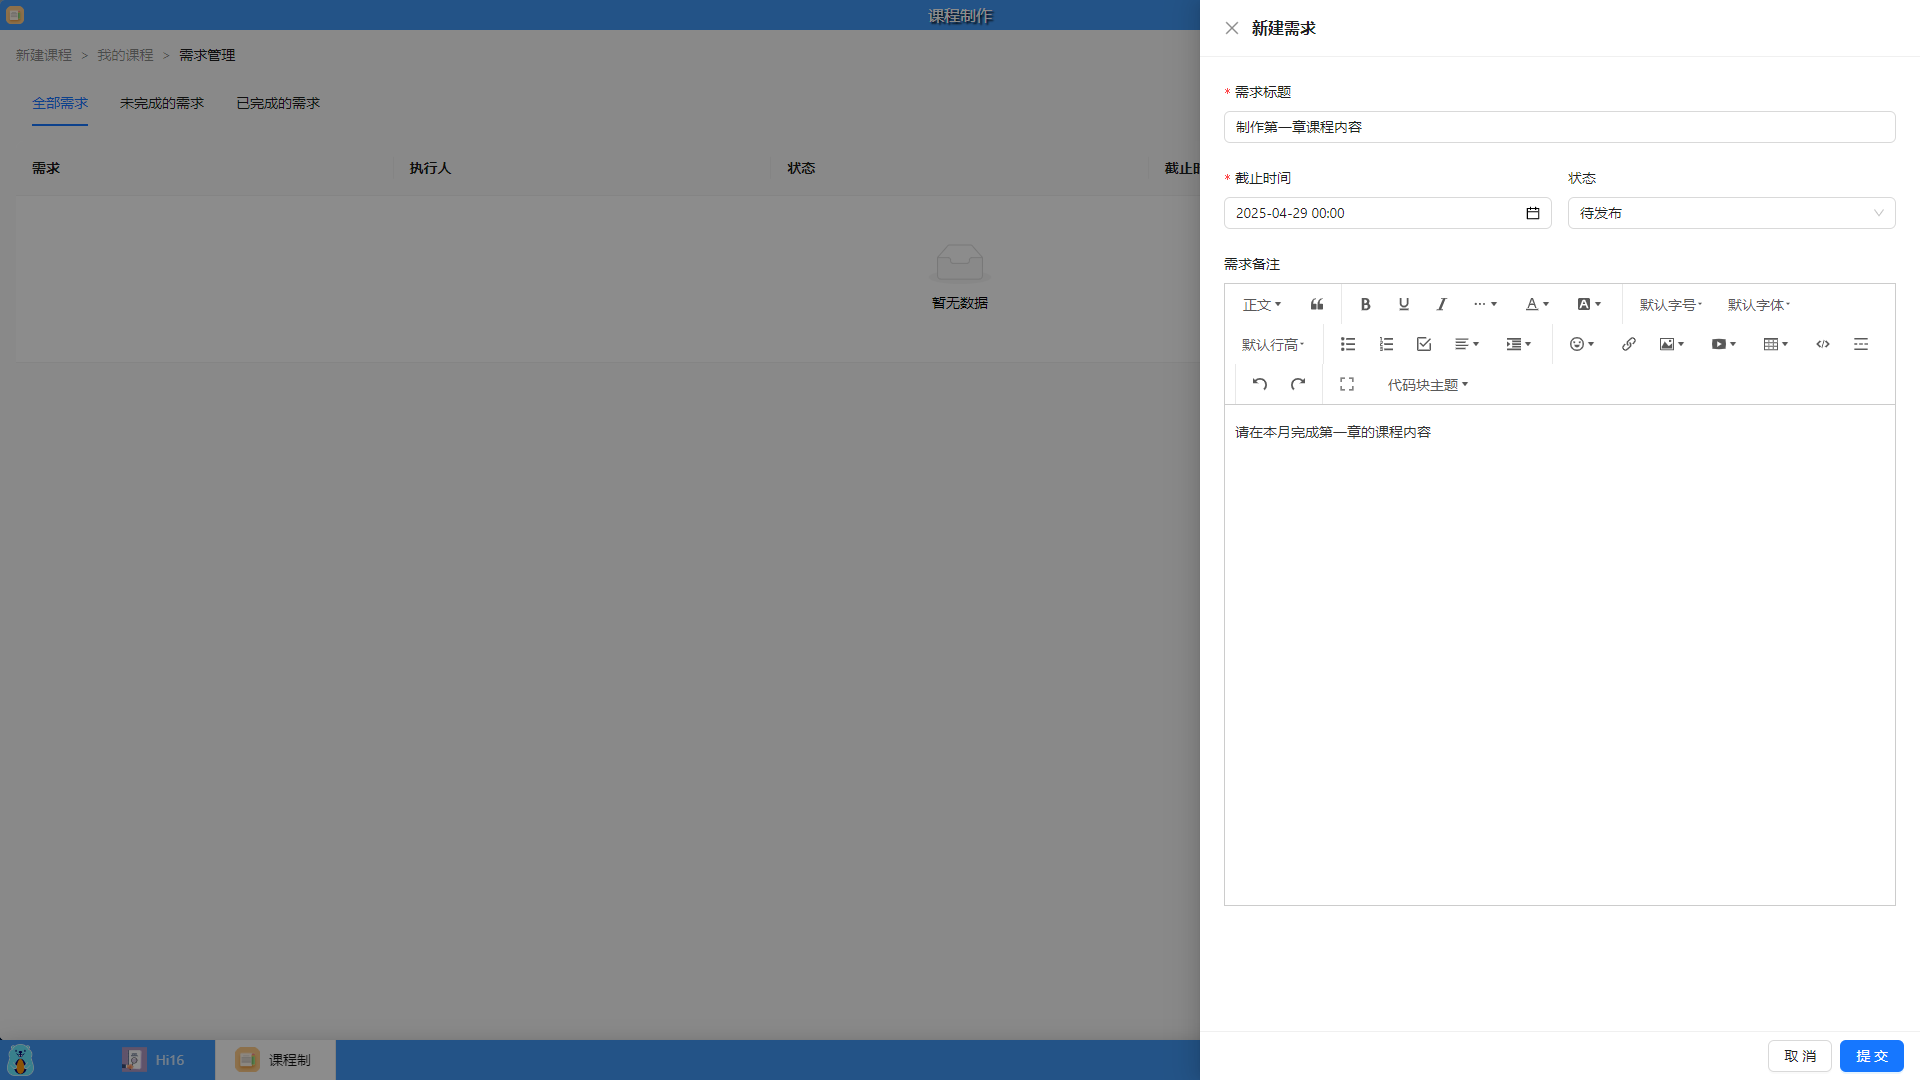 课程制作
新建课程 > 我的课程 > 需求管理
全部需求 未完成的需求 已完成的需求
需求 执行人 状态
暂无数据
新建需求
* 需求标题
制作第一章课程内容
* 截止时间 状态
2025-04-29 00:00 待发布
需求备注
正文 B U I A A 默认字号 默认字体
默认行高
代码块主题
请在本月完成第一章的课程内容
取 消 提 交
Hi16 课程制